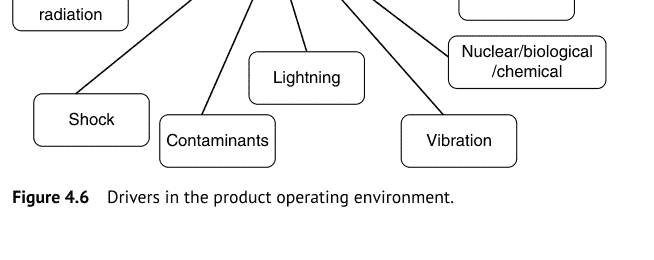 radiation
Nuclear/biological
/chemical
Lightning
Shock
Contaminants
Vibration
Figure 4.6 Drivers in the product operating environment.